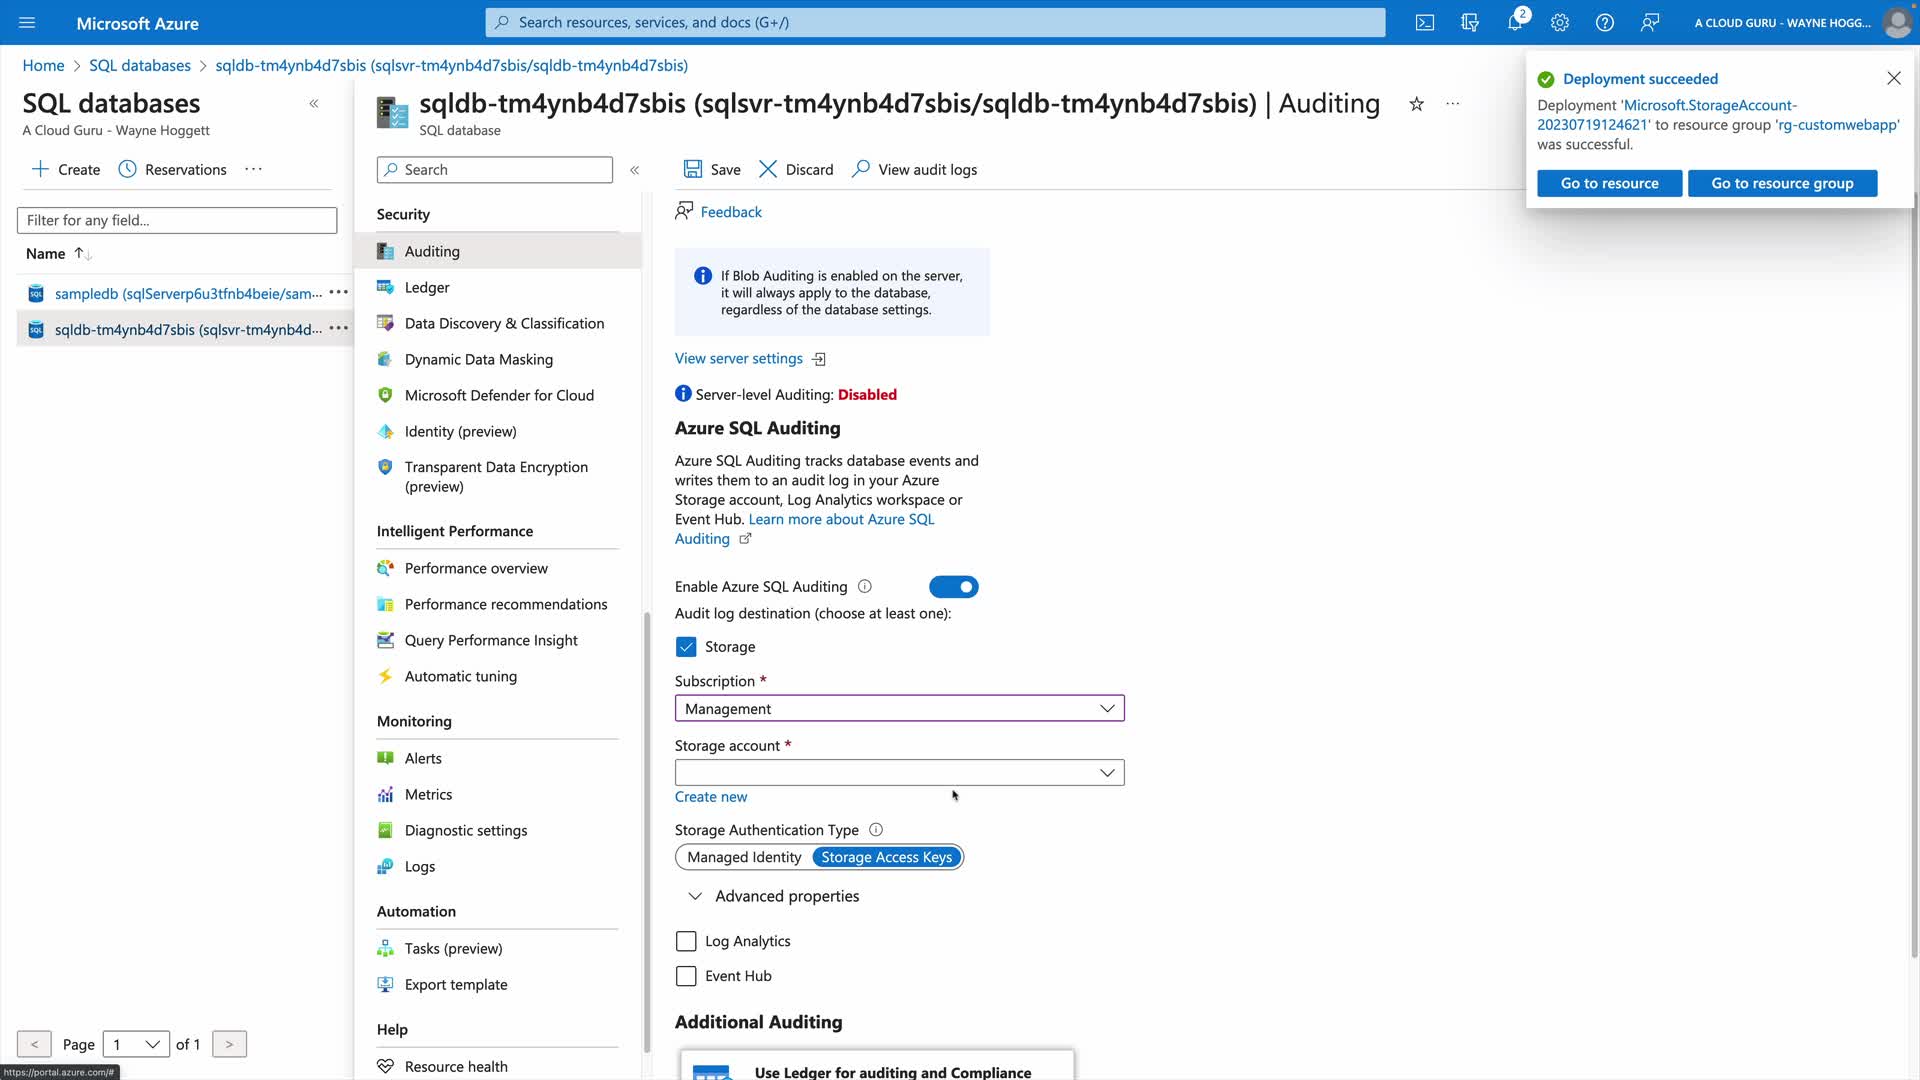 Microsoft Azure
Search resources, services, and docs (G+/)
2
A CLOUD GURU - WAYNE HOGG...
Home > SQL databases > sqldb-tm4ynb4d7sbis (sqlsvr-tm4ynb4d7sbis/sqldb-tm4ynb4d7sbis)
SQL databases
A Cloud Guru - Wayne Hoggett
Create
Reservations
Filter for any field...
Name
sampledb (sqlServerp6u3tfnb4beie/sam...
sqldb-tm4ynb4d7sbis (sqlsvr-tm4ynb4d...
< Page 1 of 1 >
https://portal.azure.com/#
sqldb-tm4ynb4d7sbis (sqlsvr-tm4ynb4d7sbis/sqldb-tm4ynb4d7sbis) | Auditing
SQL database
Search
Security
Auditing
Ledger
Data Discovery & Classification
Dynamic Data Masking
Microsoft Defender for Cloud
Identity (preview)
Transparent Data Encryption
(preview)
Intelligent Performance
Performance overview
Performance recommendations
Query Performance Insight
Automatic tuning
Monitoring
Alerts
Metrics
Diagnostic settings
Logs
Automation
Tasks (preview)
Export template
Help
Resource health
Save
Discard
View audit logs
Feedback
If Blob Auditing is enabled on the server,
it will always apply to the database,
regardless of the database settings.
View server settings
Server-level Auditing: Disabled
Azure SQL Auditing
Azure SQL Auditing tracks database events and
writes them to an audit log in your Azure
Storage account, Log Analytics workspace or
Event Hub. Learn more about Azure SQL
Auditing
Enable Azure SQL Auditing
Audit log destination (choose at least one):
Storage
Subscription *
Management
Storage account *
Create new
Storage Authentication Type
Managed Identity
Storage Access Keys
Advanced properties
Log Analytics
Event Hub
Additional Auditing
Use Ledger for auditing and Compliance
Deployment succeeded
Deployment 'Microsoft.StorageAccount-
20230719124621' to resource group 'rg-customwebapp'
was successful.
Go to resource
Go to resource group